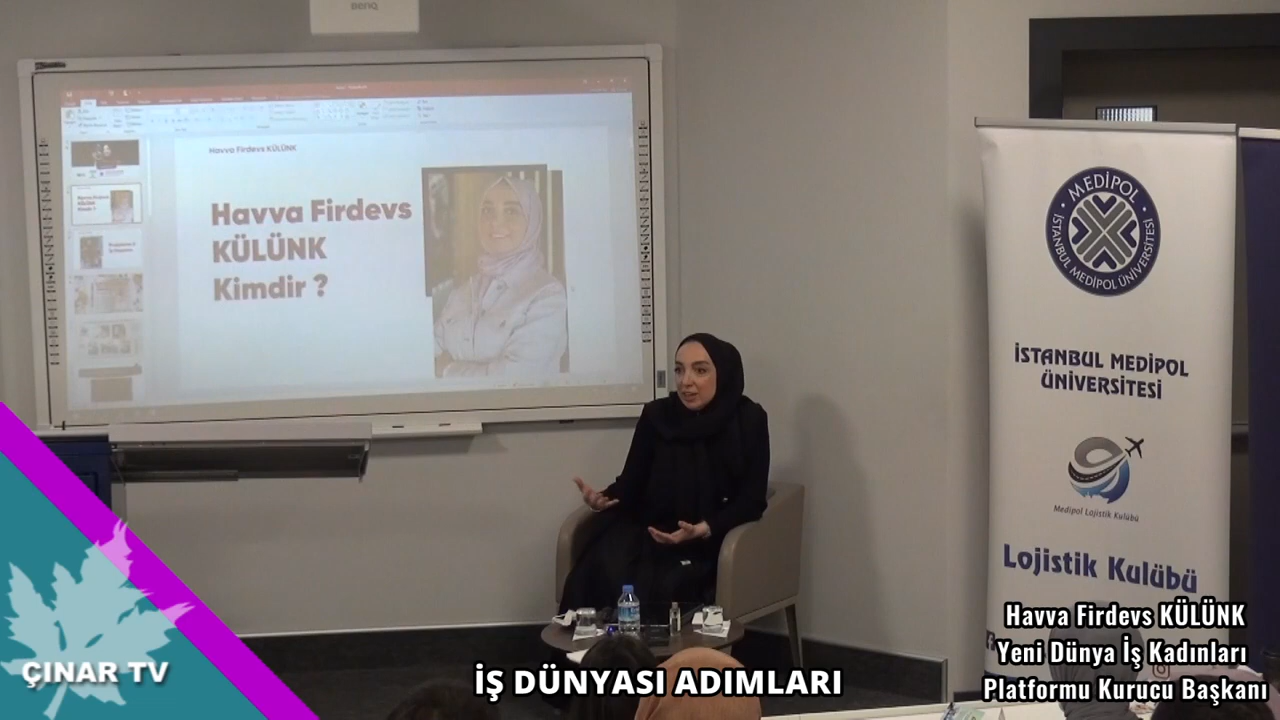 BenQ
Havva Firdevs KÜLÜNK
Havva Firdevs
KÜLÜNK
Kimdir ?
MEDİPOL
İSTANBUL MEDİPOL ÜNİVERSİTESİ
İSTANBUL MEDİPOL
ÜNİVERSİTESİ
Medipol Lojistik Kulübü
Lojistik Kulübü
Havva Firdevs KÜLÜNK
Yeni Dünya İş Kadınları
Platformu Kurucu Başkanı
ÇINAR TV
İŞ DÜNYASI ADIMLARI